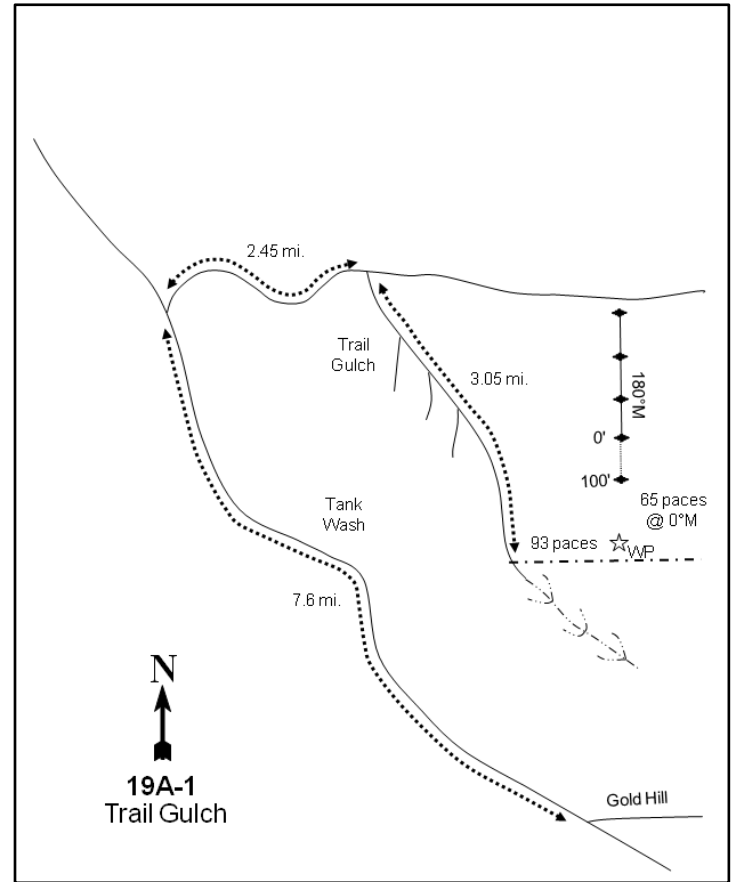 2.45 mi.
Trail
Gulch
3.05 mi.
180°M
0'
100'
65 paces
@ 0°M
93 paces
WP
Tank
Wash
7.6 mi.
N
19A-1
Trail Gulch
Gold Hill